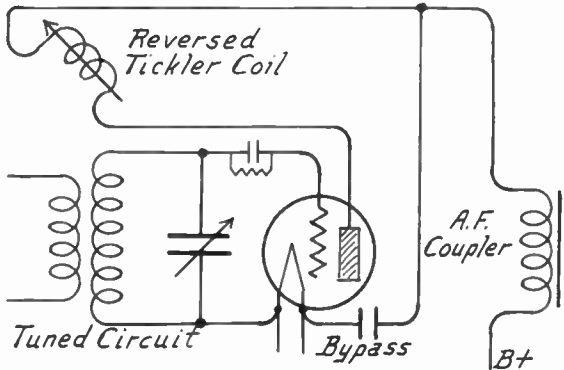 Reversed
Tickler Coil
A.F.
Coupler
Tuned Circuit
Bypass
B+